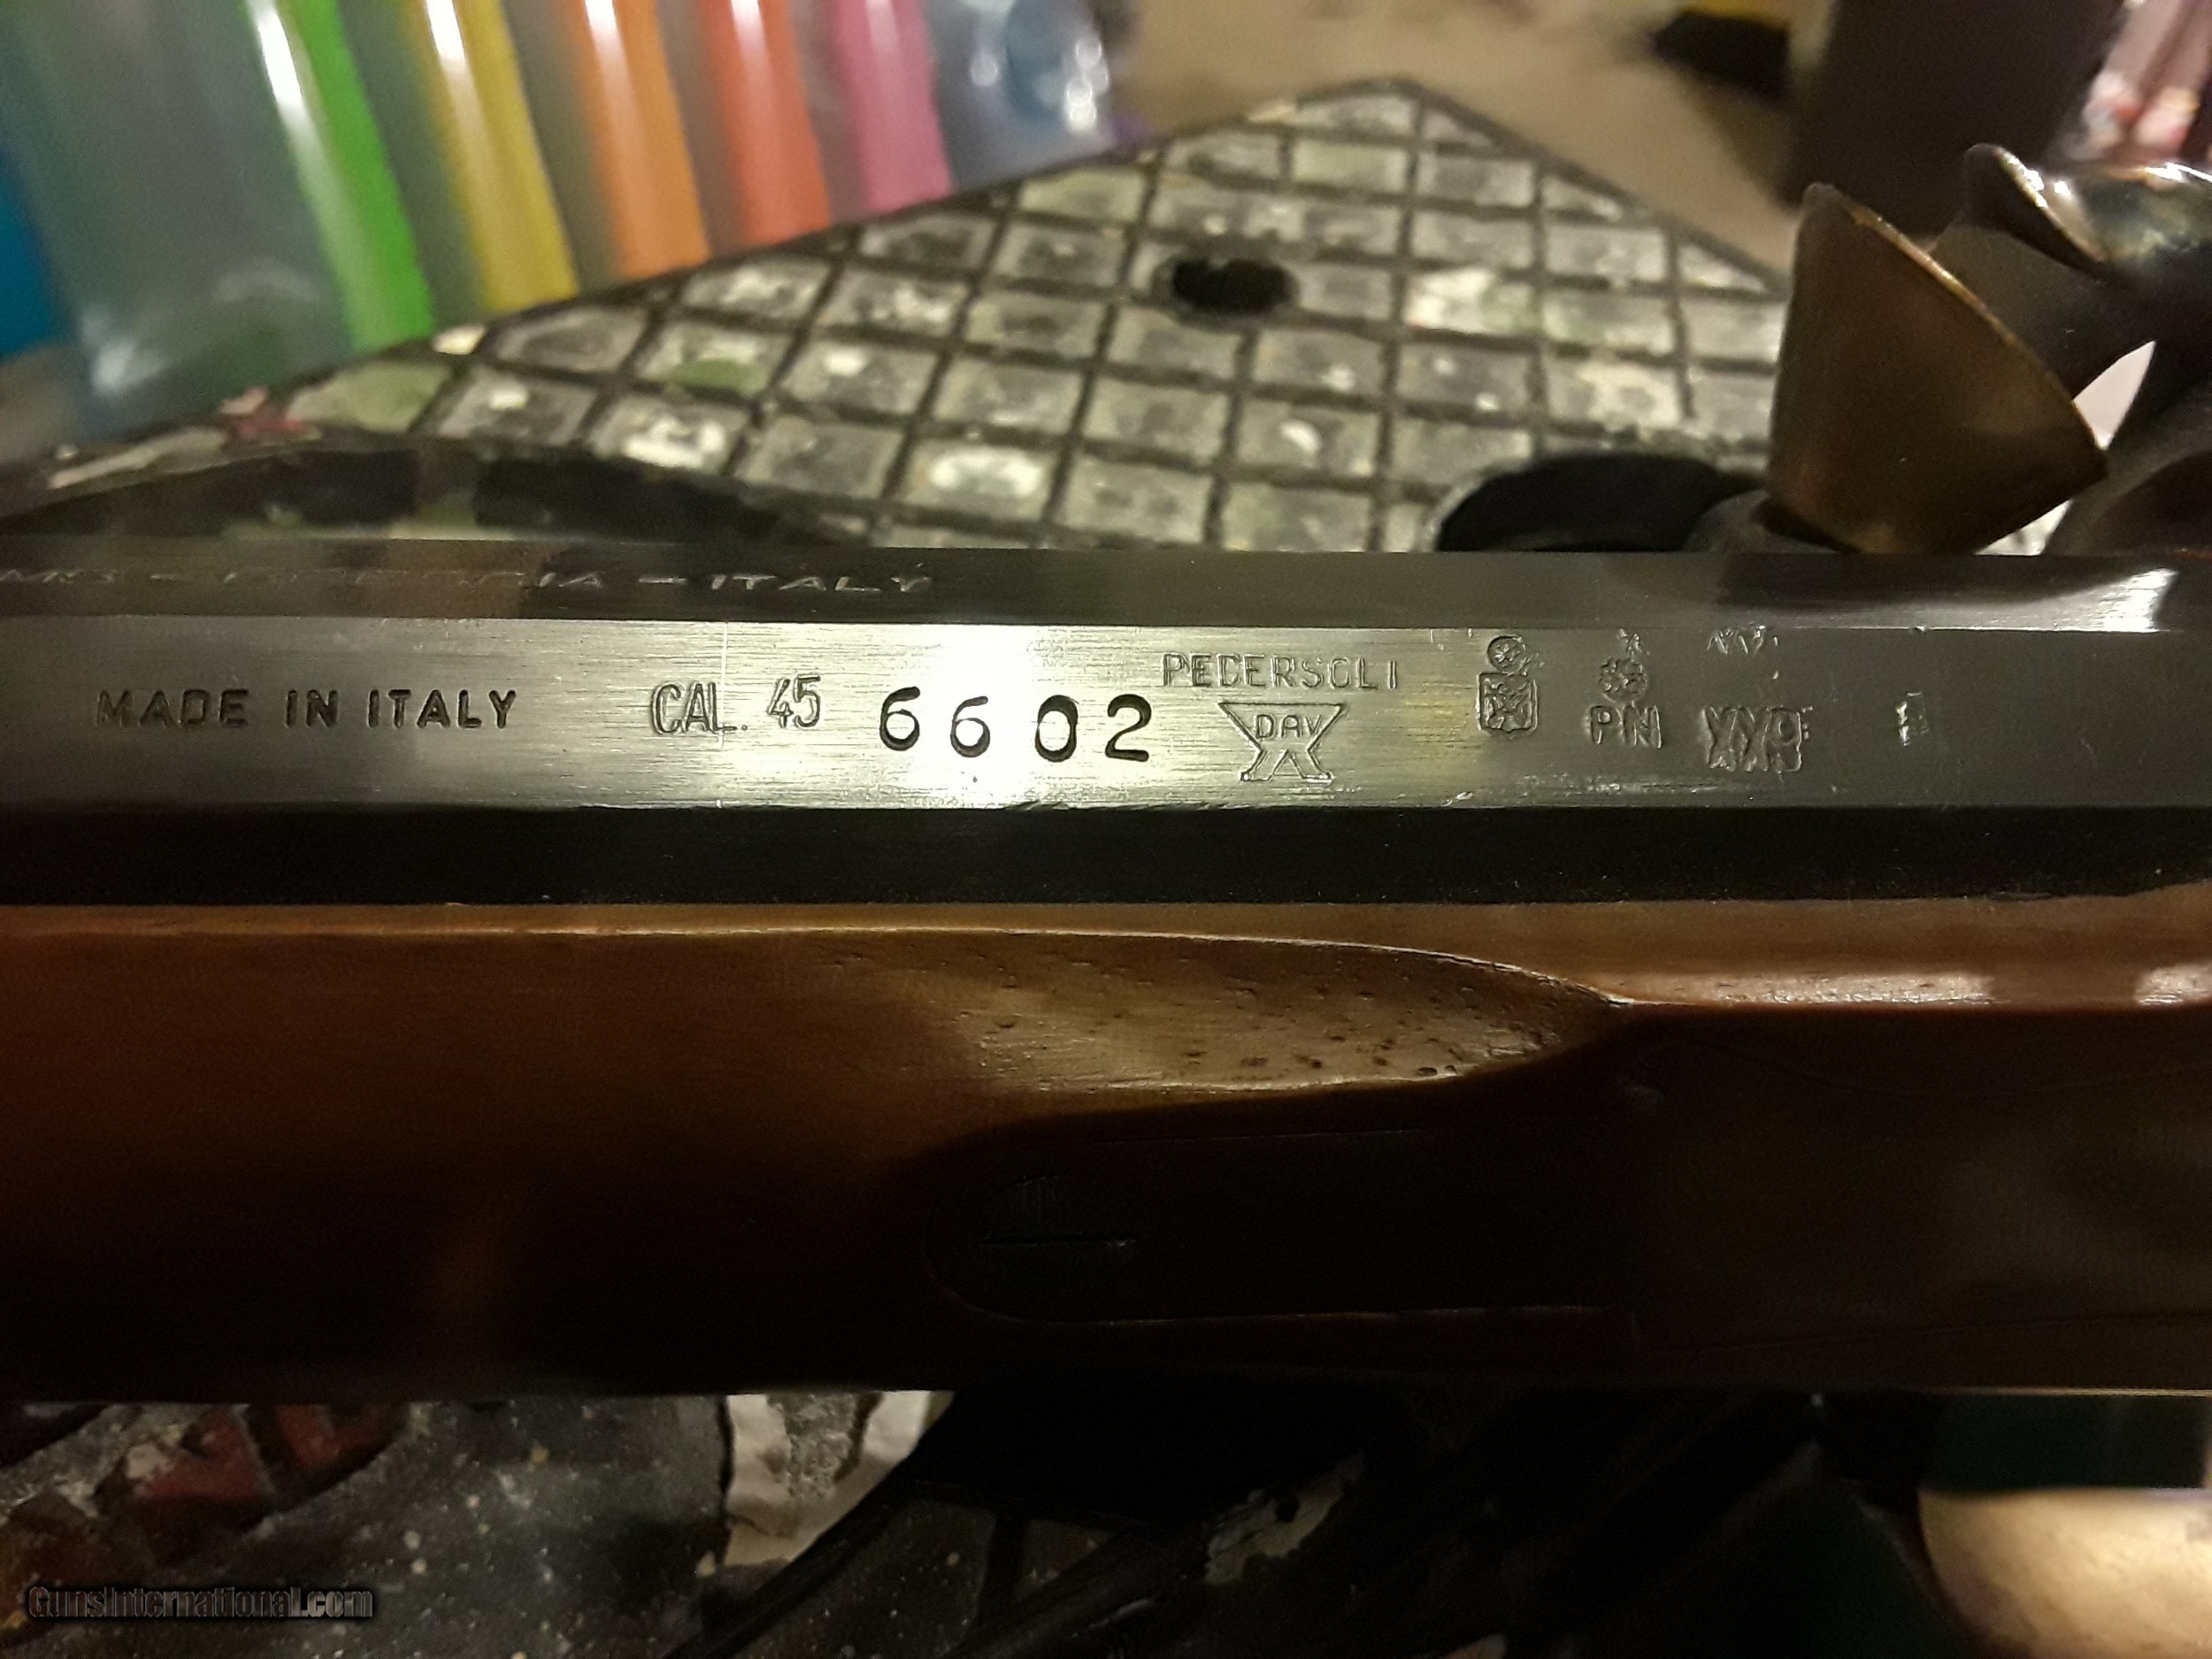 – ITALY
MADE IN ITALY CAL. 45 6602
PEDERSOLI
DAV
PN
GunsInternational.com